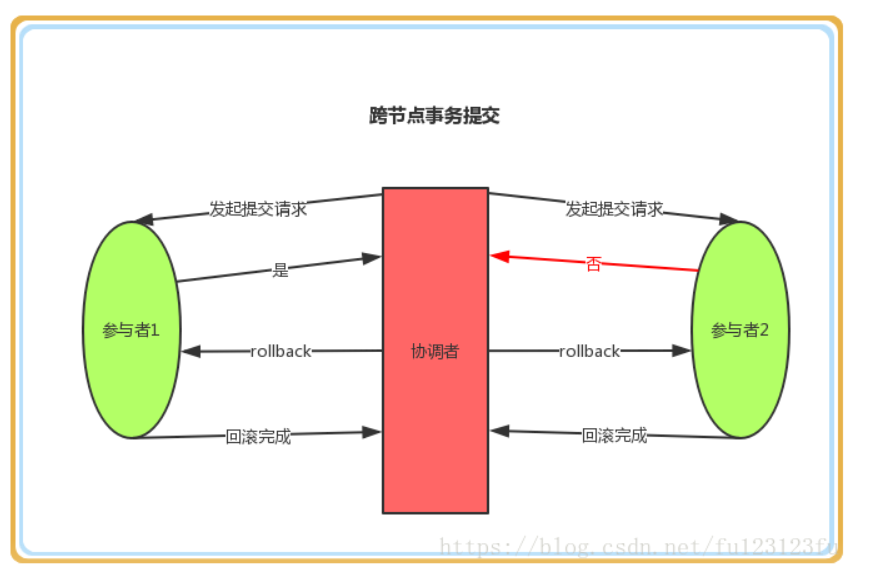 跨节点事务提交
发起提交请求
发起提交请求
是
否
参与者1
参与者2
rollback
协调者
rollback
回滚完成
回滚完成
https://blog.csdn.net/fu123123fu